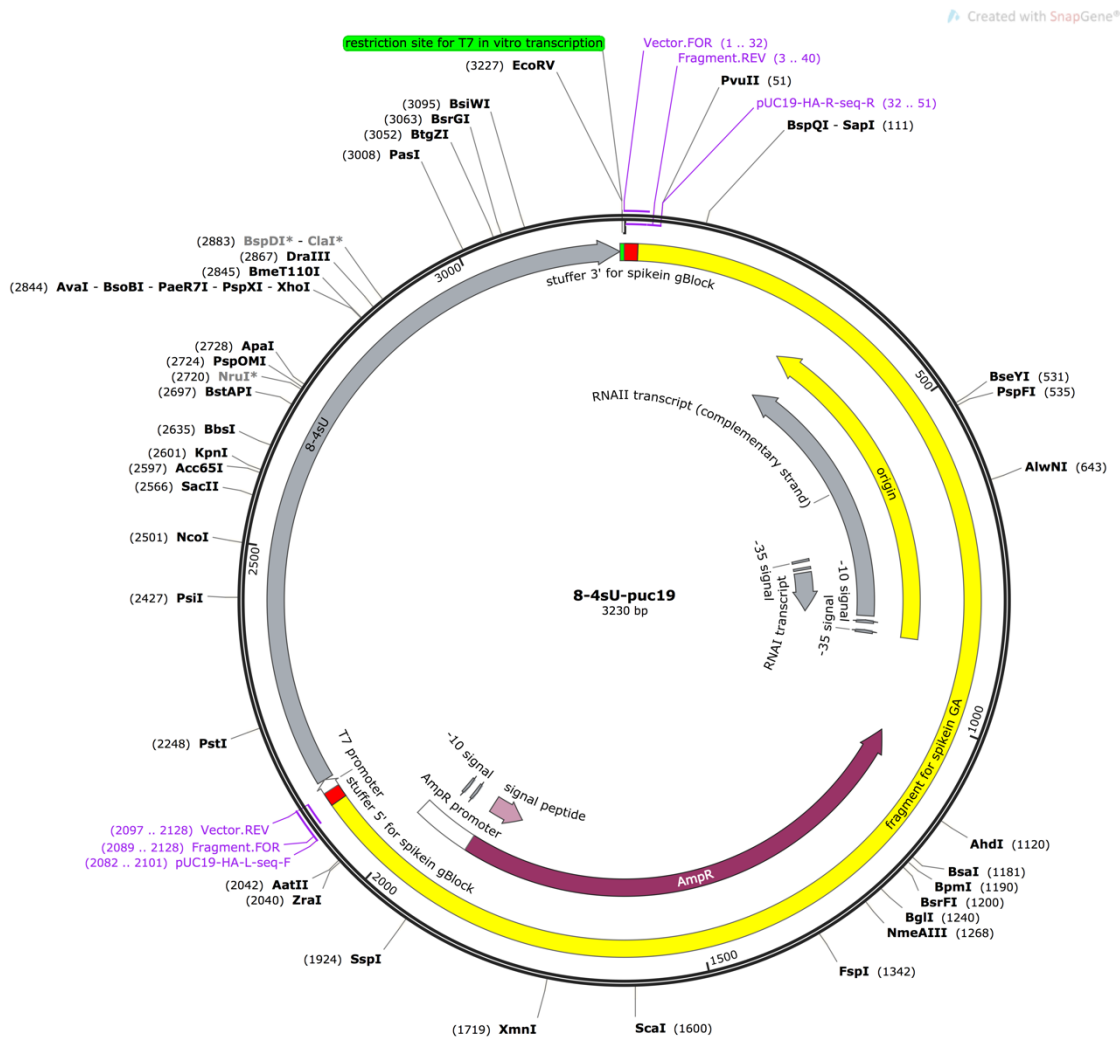 Created with SnapGene®
restriction site for T7 in vitro transcription
Vector.FOR (1 .. 32)
Fragment.REV (3 .. 40)
(3227) EcoRV
PvuII (51)
pUC19-HA-R-seq-R (32 .. 51)
(3095) BsiWI
(3063) BsrGI
(3052) BtgZI
(3008) PasI
BspQI - SapI (111)
(2883) BspDI* - ClaI*
(2867) DraIII
(2845) BmeT110I
(2844) AvaI - BsoBI - PaeR7I - PspXI - XhoI
3000
stuffer 3' for spikein gBlock
(2728) ApaI
(2724) PspOMI
(2720) NruI*
(2697) BstAPI
500
BseYI (531)
PspFI (535)
RNAII transcript (complementary strand)
8-4sU
(2635) BbsI
(2601) KpnI
(2597) Acc65I
(2566) SacII
AlwNI (643)
origin
(2501) NcoI
2500
-35 signal
-10 signal
(2427) PsiI
8-4sU-puc19
3230 bp
RNAI transcript
-35 signal
1000
fragment for spikein GA
(2248) PstI
T7 promoter
-10 signal
signal peptide
AmpR promoter
stuffer 5' for spikein gBlock
(2097 .. 2128) Vector.REV
(2089 .. 2128) Fragment.FOR
(2082 .. 2101) pUC19-HA-L-seq-F
AhdI (1120)
BsaI (1181)
BpmI (1190)
BsrFI (1200)
BglI (1240)
NmeAIII (1268)
AmpR
(2042) AatII
(2040) ZraI
2000
(1924) SspI
1500
FspI (1342)
(1719) XmnI
ScaI (1600)